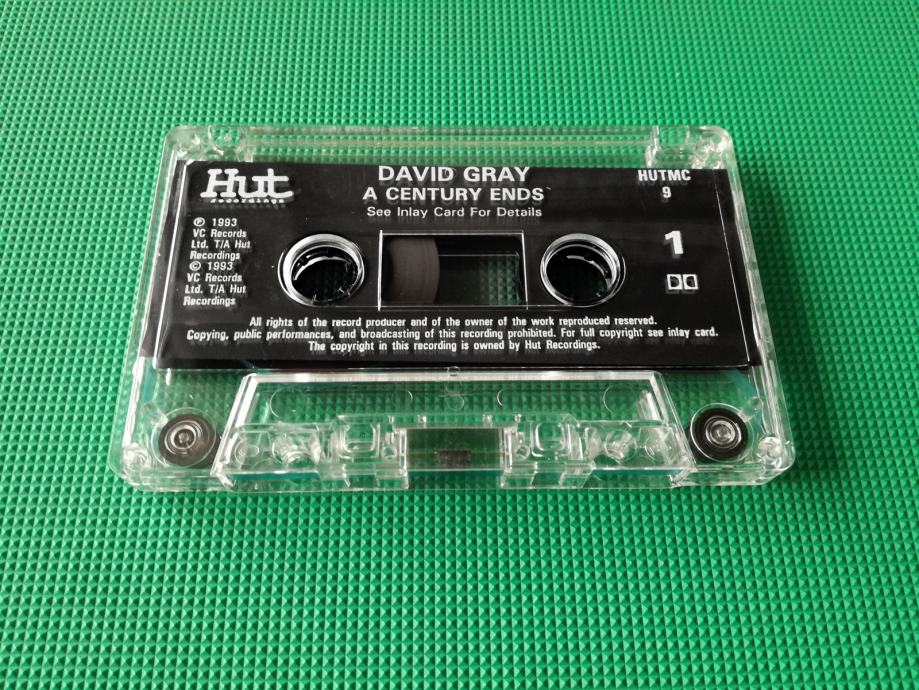 Hut
recordings
DAVID GRAY
A CENTURY ENDS
See Inlay Card For Details
HUTMC
9
℗ 1993
VC Records
Ltd. T/A Hut
Recordings
© 1993
VC Records
Ltd. T/A Hut
Recordings
1
All rights of the record producer and of the owner of the work reproduced reserved.
Copying, public performances, and broadcasting of this recording prohibited. For full copyright see inlay card.
The copyright in this recording is owned by Hut Recordings.